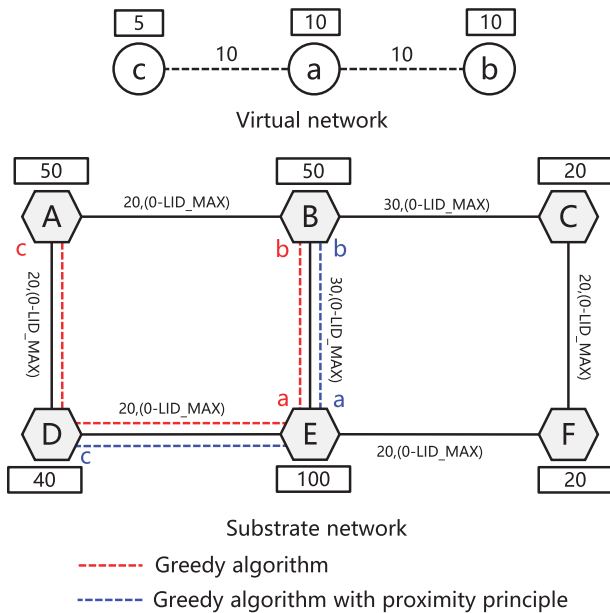 5
10
10
c
10
a
10
b
Virtual network
50
50
20
A
20,(0-LID_MAX)
B
30,(0-LID_MAX)
C
c
b
b
20,(0-LID_MAX)
30,(0-LID_MAX)
20,(0-LID_MAX)
a
a
D
20,(0-LID_MAX)
E
20,(0-LID_MAX)
F
c
40
100
20
Substrate network
Greedy algorithm
Greedy algorithm with proximity principle